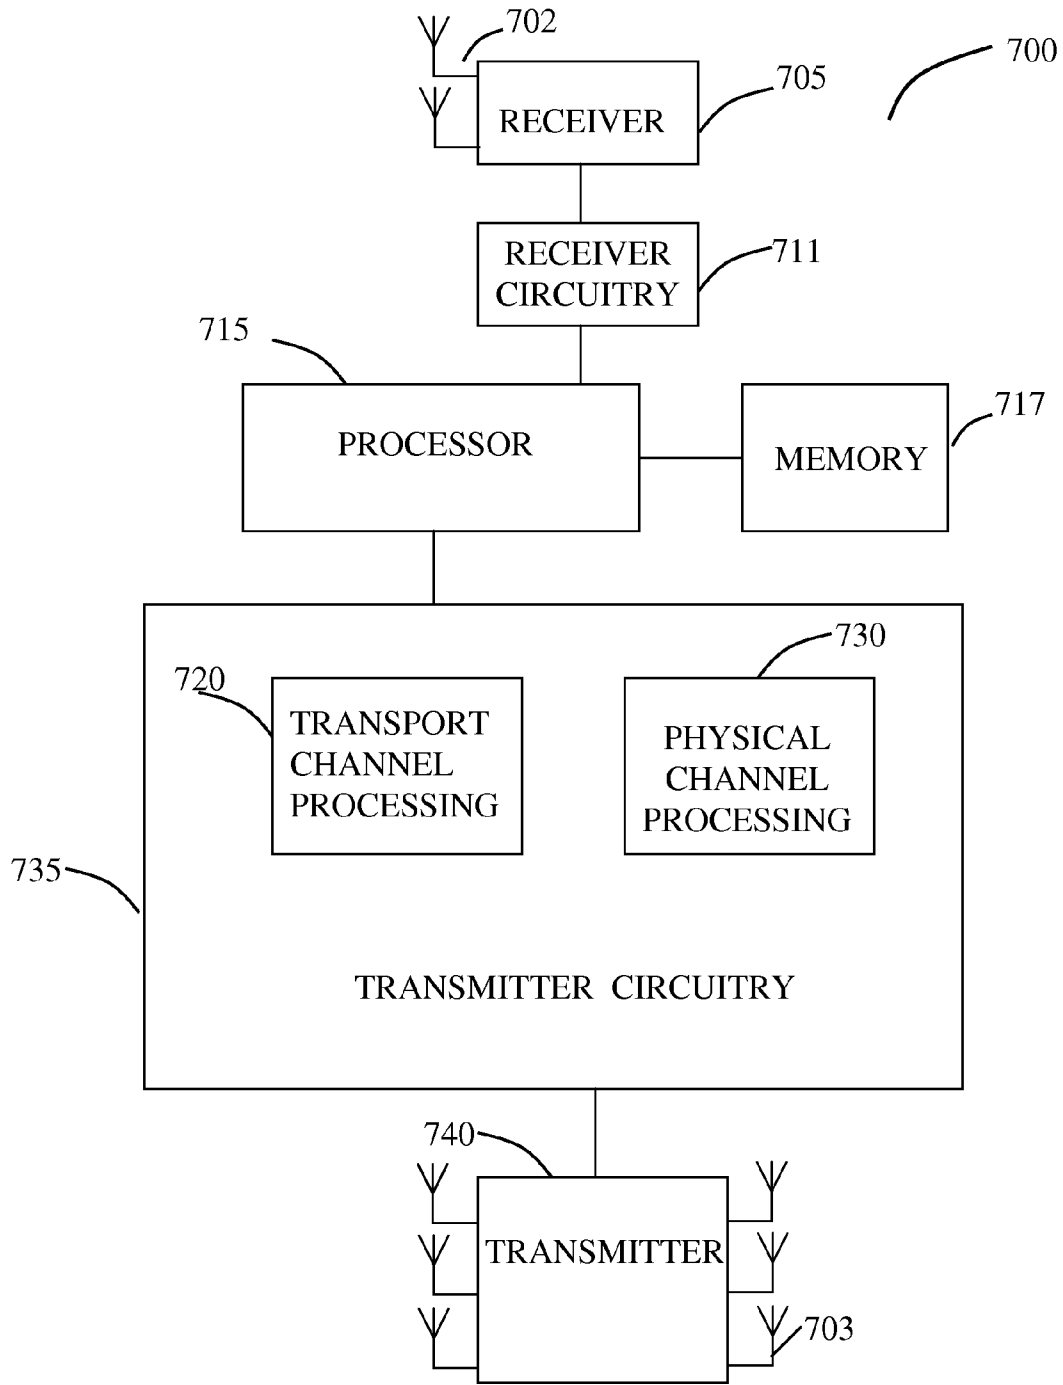 702
700
705
RECEIVER
711
RECEIVER
CIRCUITRY
715
717
PROCESSOR
MEMORY
730
720
TRANSPORT
CHANNEL
PROCESSING
PHYSICAL
CHANNEL
PROCESSING
735
TRANSMITTER CIRCUITRY
740
TRANSMITTER
703